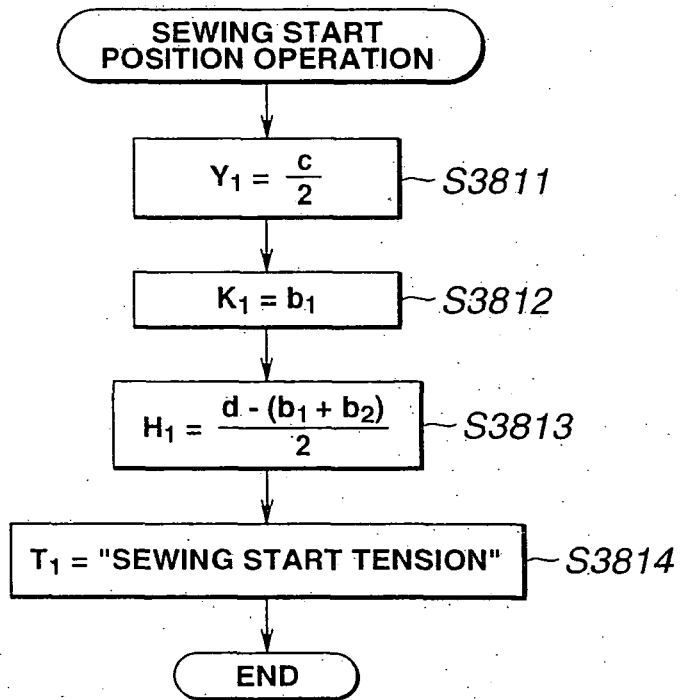 SEWING START
POSITION OPERATION
Y₁ = c/2
S3811
K₁ = b₁
S3812
H₁ = d - (b₁ + b₂)/2
S3813
T₁ = "SEWING START TENSION"
S3814
END